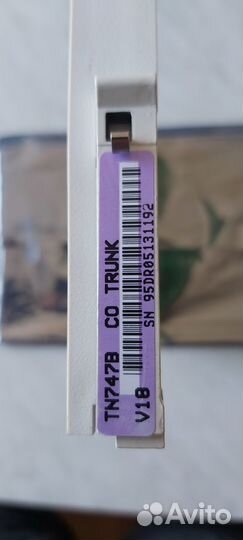 TN747B CO TRUNK
V18 SN 95DR05131192
Avito